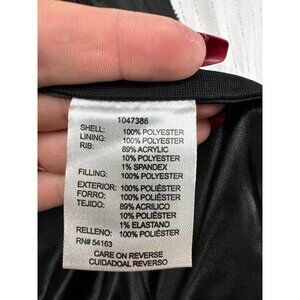 1047386
SHELL: 100% POLYESTER
LINING: 100% POLYESTER
RIB: 89% ACRYLIC
10% POLYESTER
1% SPANDEX
FILLING: 100% POLYESTER
EXTERIOR: 100% POLIÉSTER
FORRO: 100% POLIÉSTER
TEJIDO: 89% ACRILICO
10% POLIÉSTER
1% ELASTANO
RELLENO: 100% POLIÉSTER
RN# 54163
CARE ON REVERSE
CUIDADOAL REVERSO